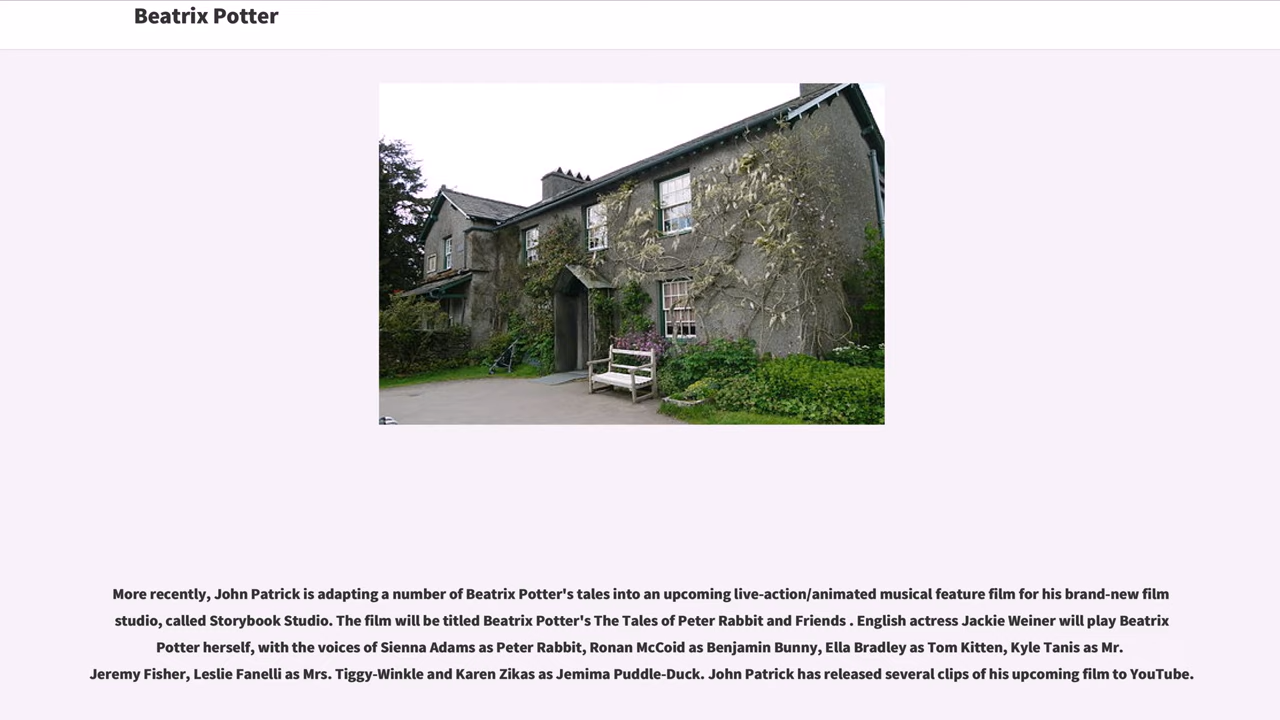 Beatrix Potter
More recently, John Patrick is adapting a number of Beatrix Potter's tales into an upcoming live-action/animated musical feature film for his brand-new film
studio, called Storybook Studio. The film will be titled Beatrix Potter's The Tales of Peter Rabbit and Friends . English actress Jackie Weiner will play Beatrix
Potter herself, with the voices of Sienna Adams as Peter Rabbit, Ronan McCoid as Benjamin Bunny, Ella Bradley as Tom Kitten, Kyle Tanis as Mr.
Jeremy Fisher, Leslie Fanelli as Mrs. Tiggy-Winkle and Karen Zikas as Jemima Puddle-Duck. John Patrick has released several clips of his upcoming film to YouTube.